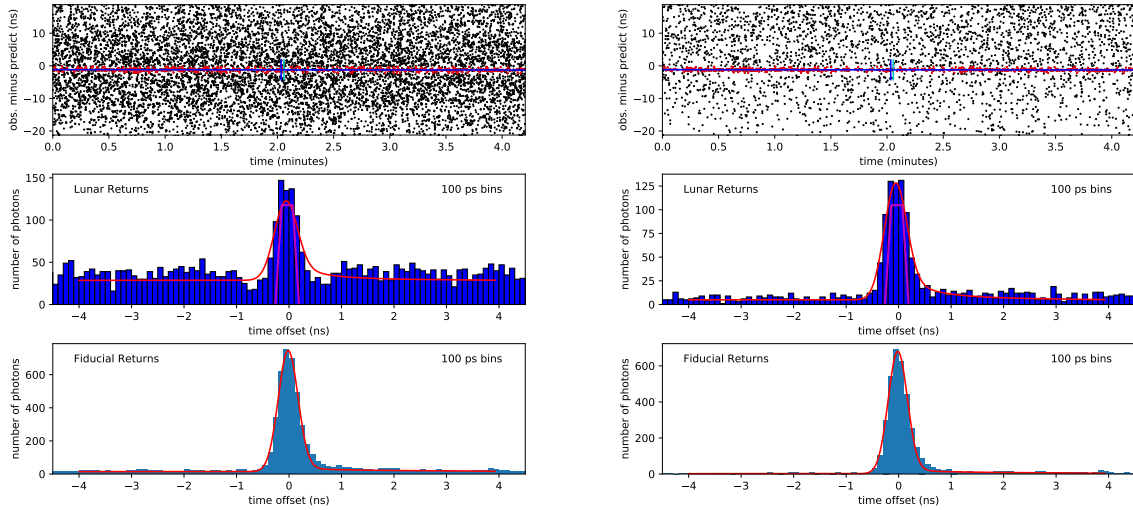 obs. minus predict (ns)
10
0
−10
−20
0.0 0.5 1.0 1.5 2.0 2.5 3.0 3.5 4.0
time (minutes)
number of photons
150
100
50
0
Lunar Returns 100 ps bins
−4 −3 −2 −1 0 1 2 3 4
time offset (ns)
number of photons
600
400
200
0
Fiducial Returns 100 ps bins
−4 −3 −2 −1 0 1 2 3 4
time offset (ns)
obs. minus predict (ns)
10
0
−10
−20
0.0 0.5 1.0 1.5 2.0 2.5 3.0 3.5 4.0
time (minutes)
number of photons
125
100
75
50
25
0
Lunar Returns 100 ps bins
−4 −3 −2 −1 0 1 2 3 4
time offset (ns)
number of photons
600
400
200
0
Fiducial Returns 100 ps bins
−4 −3 −2 −1 0 1 2 3 4
time offset (ns)